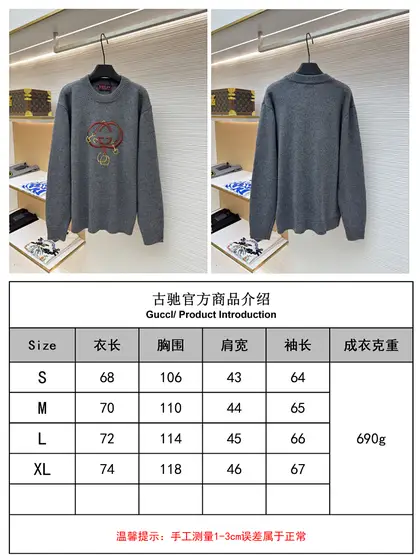 古驰官方商品介绍
Guccl/ Product Introduction
Size 衣长 胸围 肩宽 袖长 成衣克重
S 68 106 43 64
M 70 110 44 65
L 72 114 45 66
XL 74 118 46 67
690g
温馨提示：手工测量1-3cm误差属于正常